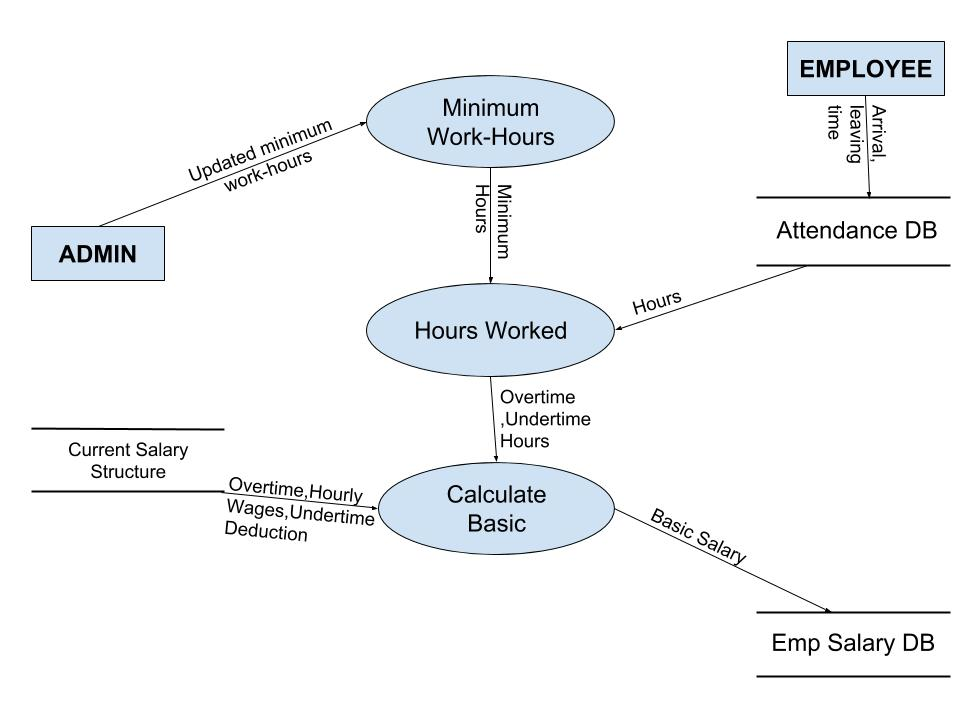 EMPLOYEE
Minimum
Work-Hours
Arrival,
leaving
time
Updated minimum
work-hours
Minimum
Hours
Attendance DB
ADMIN
Hours
Hours Worked
Overtime
,Undertime
Hours
Current Salary
Structure
Overtime,Hourly
Wages,Undertime
Deduction
Calculate
Basic
Basic Salary
Emp Salary DB